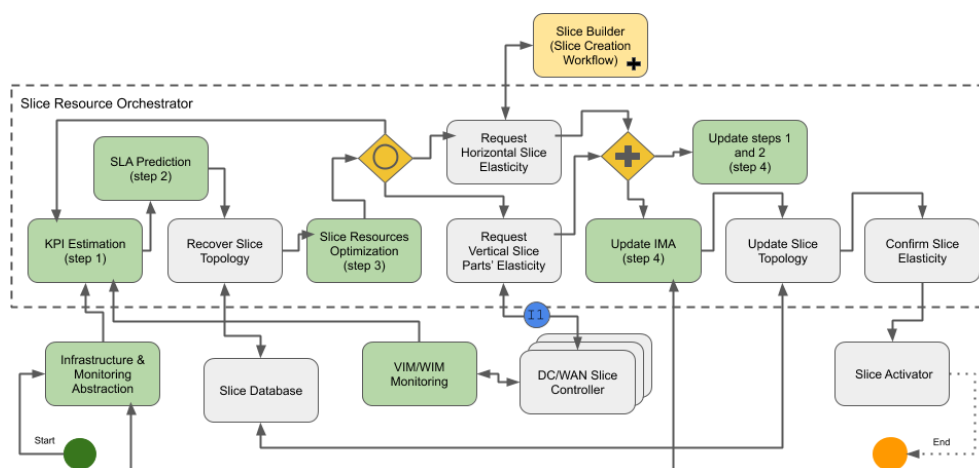 Slice Builder
(Slice Creation
Workflow)
Slice Resource Orchestrator
SLA Prediction
(step 2)
Request
Horizontal Slice
Elasticity
Update steps 1
and 2
(step 4)
KPI Estimation
(step 1)
Recover Slice
Topology
Slice Resources
Optimization
(step 3)
Request
Vertical Slice
Parts' Elasticity
Update IMA
(step 4)
Update Slice
Topology
Confirm Slice
Elasticity
I1
Infrastructure &
Monitoring
Abstraction
Slice Database
VIM/WIM
Monitoring
DC/WAN Slice
Controller
Slice Activator
Start
End